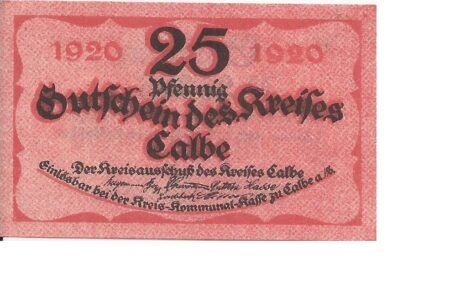 1920 25 1920
Pfennig
Gutschein des Kreises
Calbe
Der Kreisausschuß des Kreises Calbe
Einlösbar bei der Kreis-Kommunal-Kasse zu Calbe a. S.